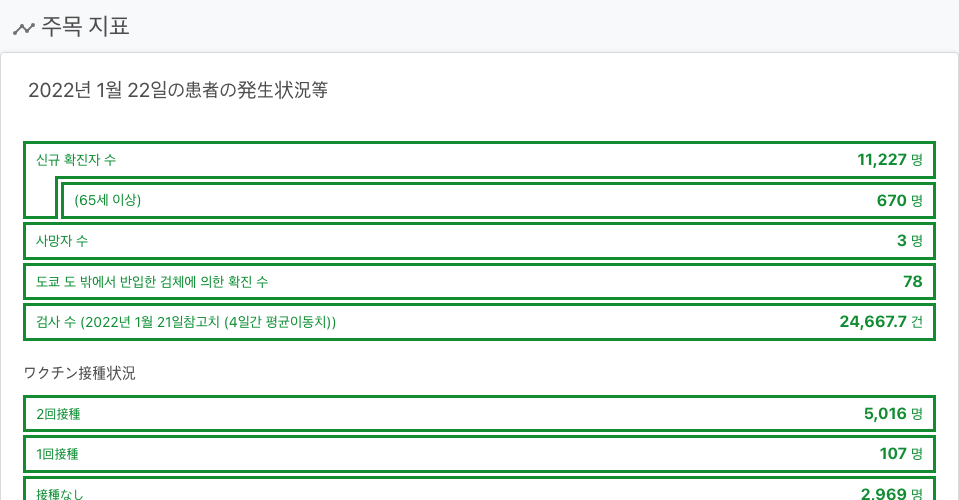 주목 지표
2022년 1월 22일の患者の発生状況等
신규 확진자 수 11,227 명
(65세 이상) 670 명
사망자 수 3 명
도쿄 도 밖에서 반입한 검체에 의한 확진 수 78
검사 수 (2022년 1월 21일참고치 (4일간 평균이동치)) 24,667.7 건
ワクチン接種状況
2回接種 5,016 명
1回接種 107 명
接種なし 2,969 명